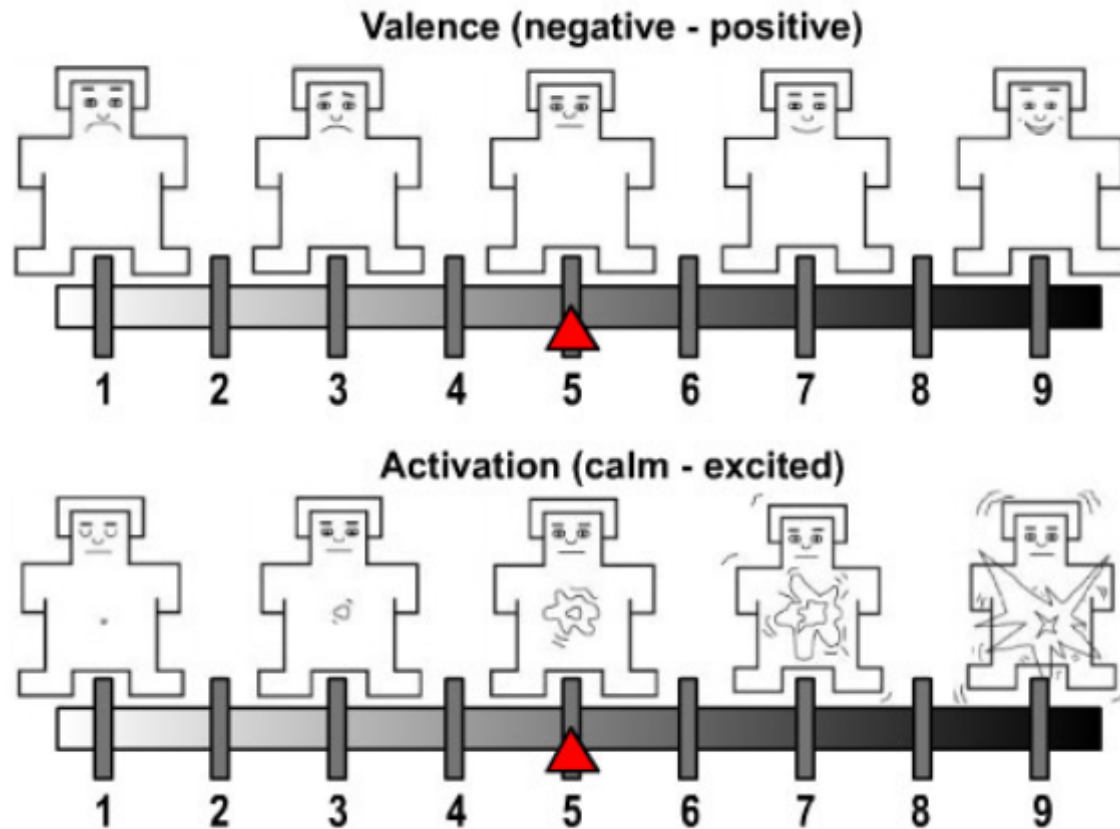 Valence (negative - positive)
1 2 3 4 5 6 7 8 9
Activation (calm - excited)
1 2 3 4 5 6 7 8 9